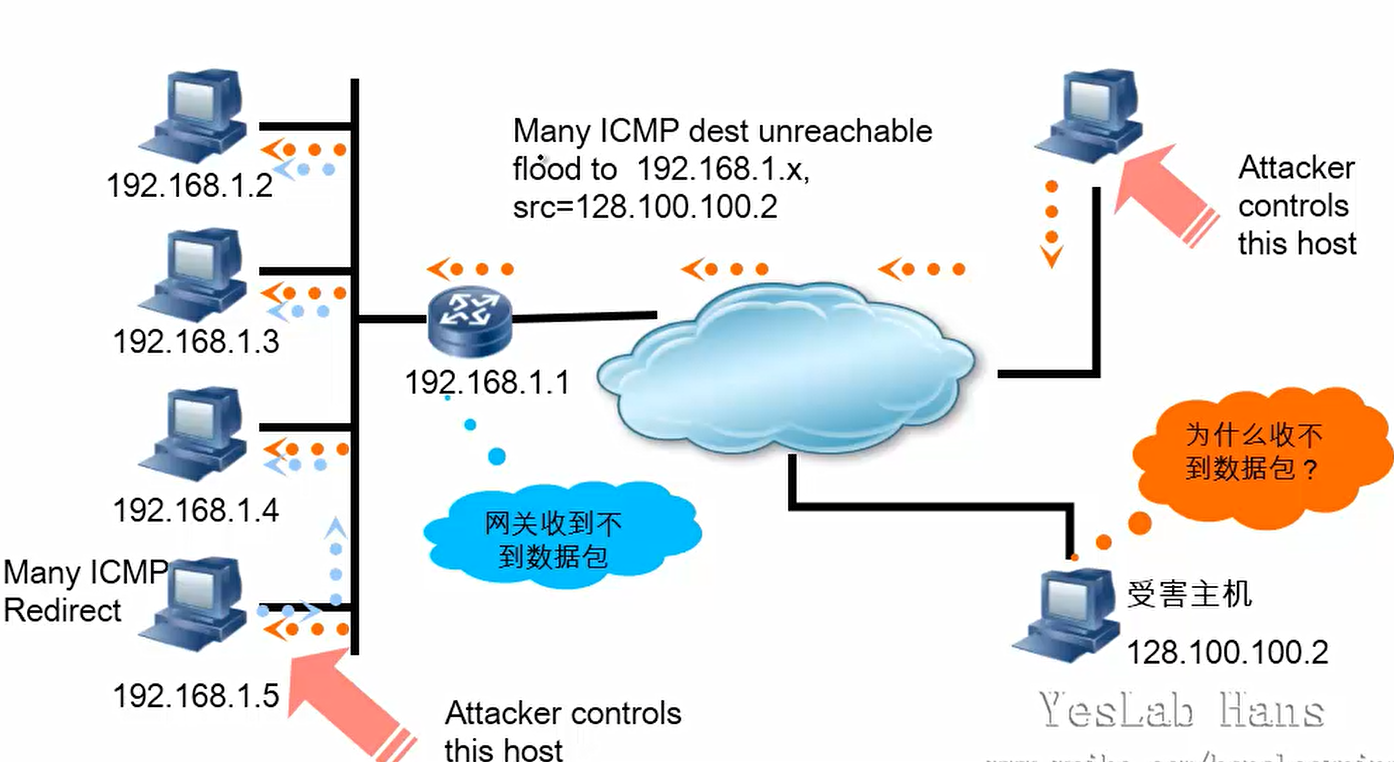 Many ICMP dest unreachable
flood to 192.168.1.x,
src=128.100.100.2
192.168.1.2
192.168.1.3
192.168.1.4
Many ICMP
Redirect
192.168.1.5
Attacker controls
this host
192.168.1.1
网关收到不
到数据包
Attacker
controls
this host
为什么收不
到数据包？
受害主机
128.100.100.2
YesLab Hans